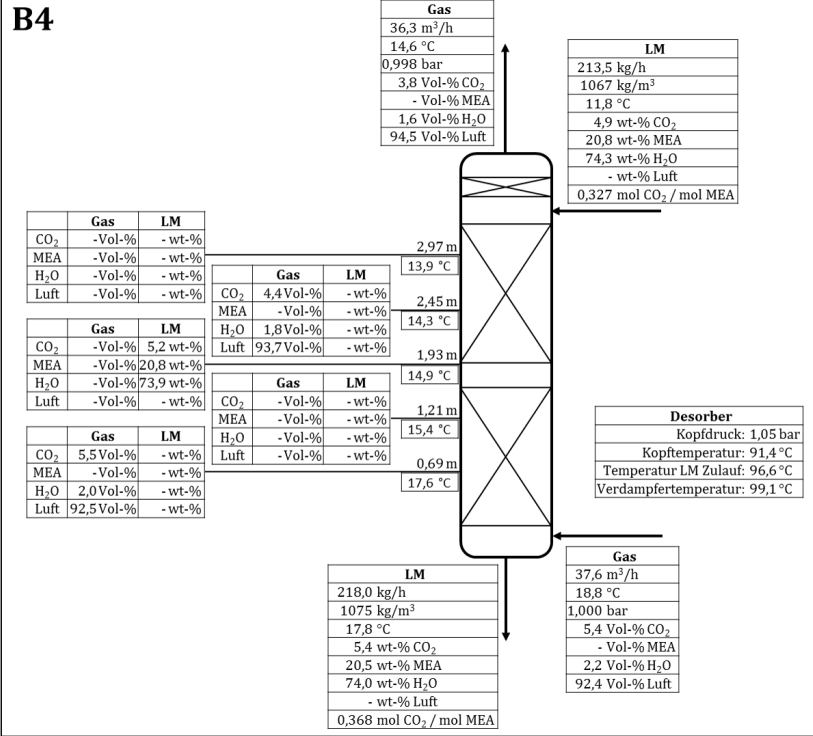 B4
Gas
36,3 m³/h
14,6 °C
0,998 bar
3,8 Vol-% CO₂
- Vol-% MEA
1,6 Vol-% H₂O
94,5 Vol-% Luft
LM
213,5 kg/h
1067 kg/m³
11,8 °C
4,9 wt-% CO₂
20,8 wt-% MEA
74,3 wt-% H₂O
- wt-% Luft
0,327 mol CO₂ / mol MEA
Gas LM
CO₂ -Vol-% - wt-%
MEA -Vol-% - wt-%
H₂O -Vol-% - wt-%
Luft -Vol-% - wt-%
2,97 m
13,9 °C
Gas LM
CO₂ 4,4 Vol-% - wt-%
MEA -Vol-% - wt-%
H₂O 1,8 Vol-% - wt-%
Luft 93,7 Vol-% - wt-%
2,45 m
14,3 °C
Gas LM
CO₂ -Vol-% 5,2 wt-%
MEA -Vol-% 20,8 wt-%
H₂O -Vol-% 73,9 wt-%
Luft -Vol-% - wt-%
1,93 m
14,9 °C
Gas LM
CO₂ -Vol-% - wt-%
MEA -Vol-% - wt-%
H₂O -Vol-% - wt-%
Luft -Vol-% - wt-%
1,21 m
15,4 °C
Gas LM
CO₂ 5,5 Vol-% - wt-%
MEA -Vol-% - wt-%
H₂O 2,0 Vol-% - wt-%
Luft 92,5 Vol-% - wt-%
0,69 m
17,6 °C
Desorber
Kopfdruck: 1,05 bar
Kopftemperatur: 91,4 °C
Temperatur LM Zulauf: 96,6 °C
Verdampfertemperatur: 99,1 °C
LM
218,0 kg/h
1075 kg/m³
17,8 °C
5,4 wt-% CO₂
20,5 wt-% MEA
74,0 wt-% H₂O
- wt-% Luft
0,368 mol CO₂ / mol MEA
Gas
37,6 m³/h
18,8 °C
1,000 bar
5,4 Vol-% CO₂
- Vol-% MEA
2,2 Vol-% H₂O
92,4 Vol-% Luft